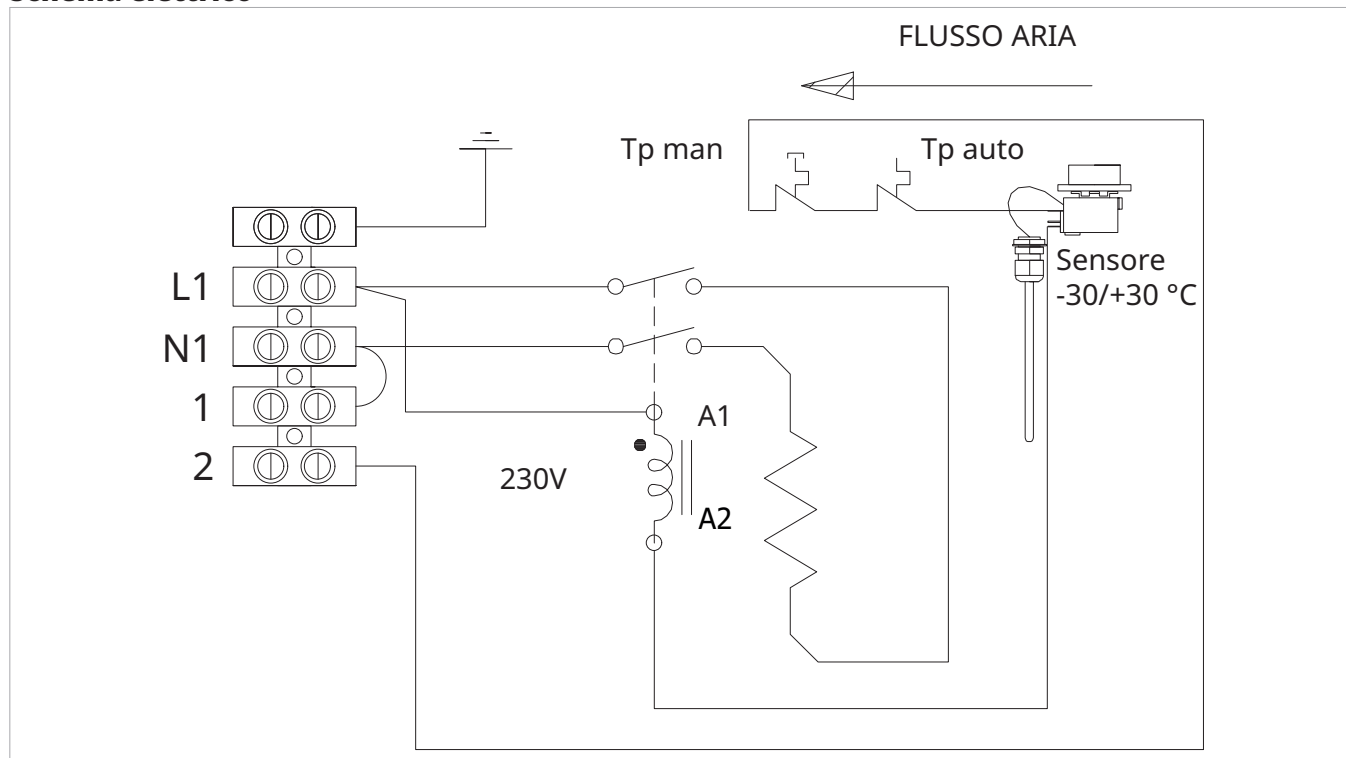 FLUSSO ARIA
Tp man
Tp auto
Sensore
-30/+30 °C
L1
N1
1
2
A1
230V
A2